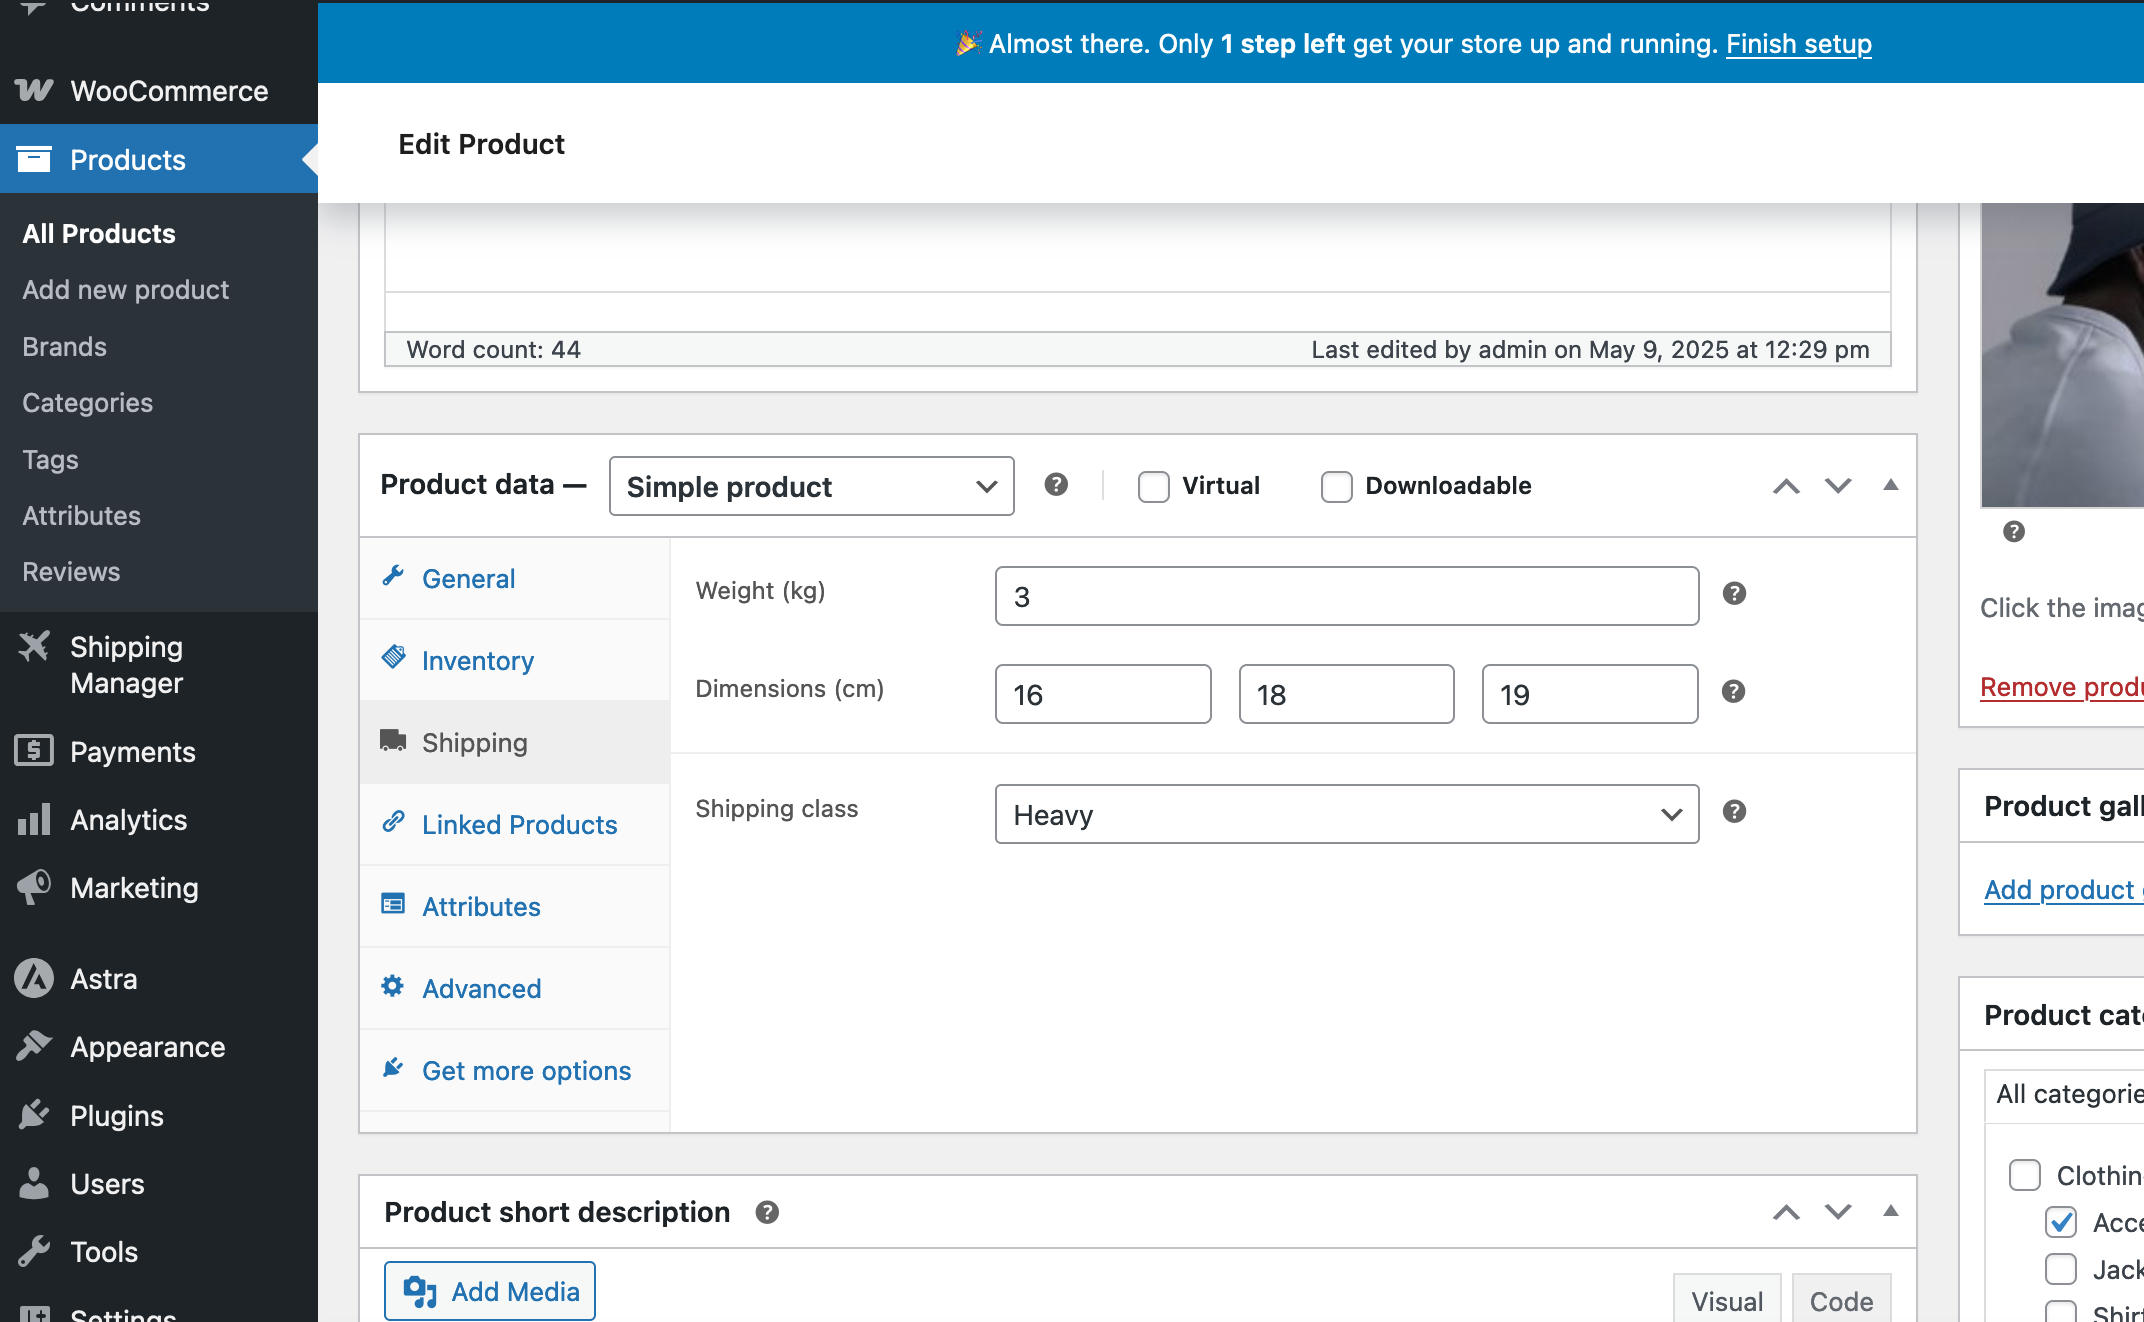 Comments
WooCommerce
Products
All Products
Add new product
Brands
Categories
Tags
Attributes
Reviews
Shipping
Manager
Payments
Analytics
Marketing
Astra
Appearance
Plugins
Users
Tools
Settings
🎉 Almost there. Only 1 step left get your store up and running. Finish setup
Edit Product
Word count: 44
Last edited by admin on May 9, 2025 at 12:29 pm
Product data —
Simple product
Virtual
Downloadable
General
Inventory
Shipping
Linked Products
Attributes
Advanced
Get more options
Weight (kg)
3
Dimensions (cm)
16
18
19
Shipping class
Heavy
Product short description
Add Media
Visual
Code
Click the imag
Remove produ
Product gall
Add product
Product cate
All categorie
Clothin
Acce
Jack
Shirt